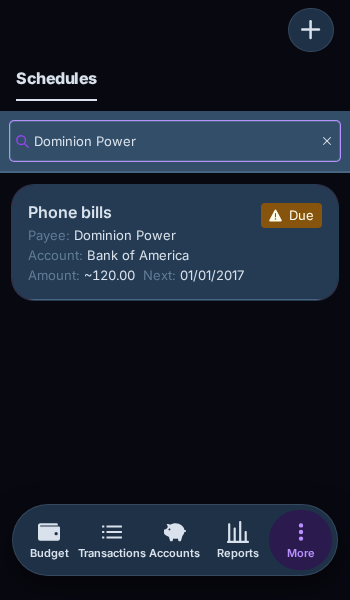 Schedules
Dominion Power
Phone bills
Due
Payee: Dominion Power
Account: Bank of America
Amount: ~120.00 Next: 01/01/2017
Budget Transactions Accounts Reports More